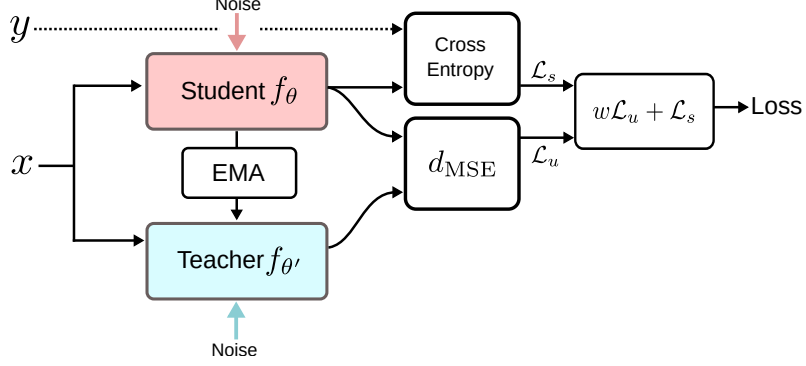 Noise
y
Cross
Entropy
Student f_θ
ℒ_s
wℒ_u + ℒ_s
Loss
x
EMA
d_MSE
ℒ_u
Teacher f_θ′
Noise